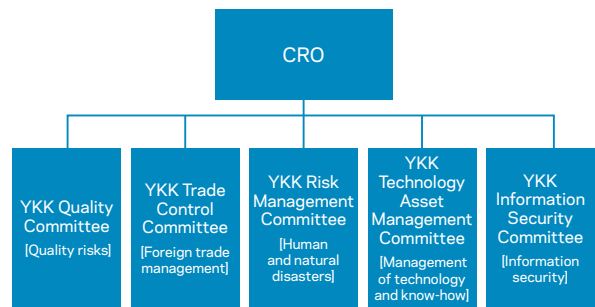 CRO
YKK Quality
Committee
[Quality risks]
YKK Trade
Control
Committee
[Foreign trade
management]
YKK Risk
Management
Committee
[Human
and natural
disasters]
YKK
Technology
Asset
Management
Committee
[Management
of technology
and know-how]
YKK
Information
Security
Committee
[Information
security]